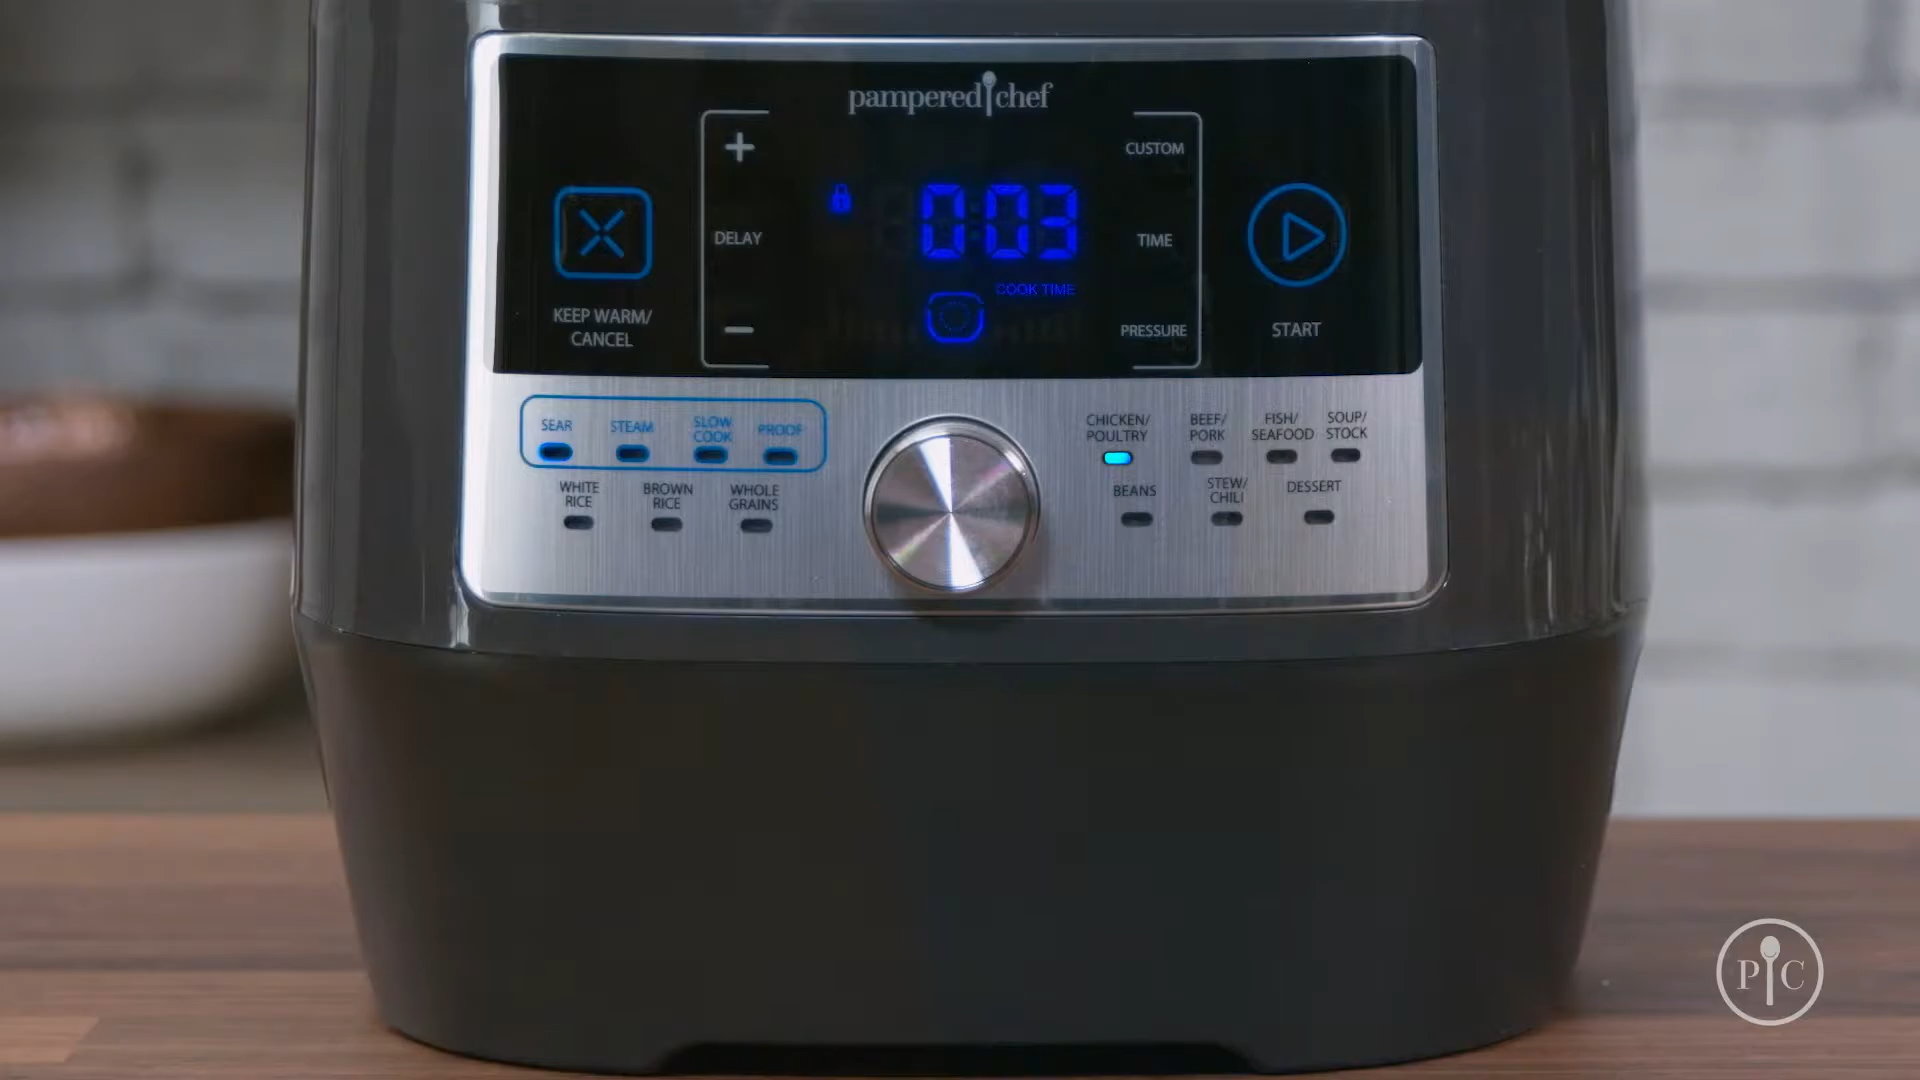 pampered chef
+
CUSTOM
0:03
DELAY
TIME
COOK TIME
KEEP WARM/
CANCEL
−
PRESSURE
START
SEAR
STEAM
SLOW
COOK
PROOF
CHICKEN/
POULTRY
BEEF/
PORK
FISH/
SEAFOOD
SOUP/
STOCK
WHITE
RICE
BROWN
RICE
WHOLE
GRAINS
BEANS
STEW/
CHILI
DESSERT
PC